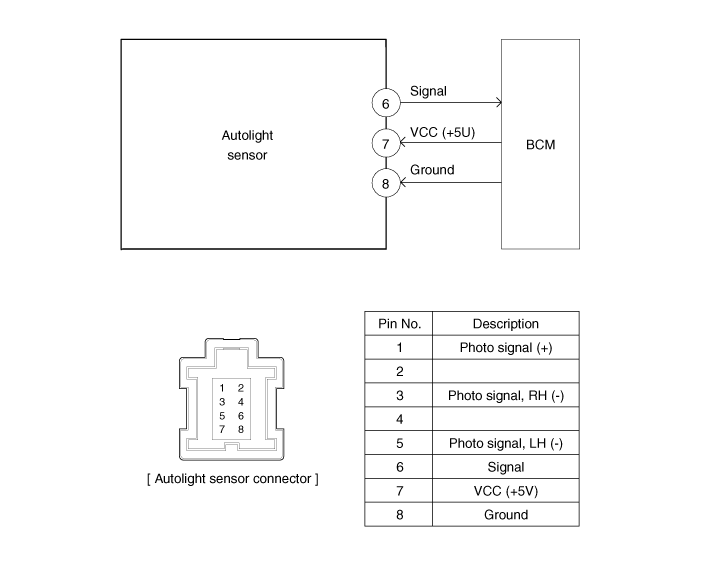 Autolight
sensor
6
Signal
7
VCC (+5U)
8
Ground
BCM
1 2
3 4
5 6
7 8
[ Autolight sensor connector ]
Pin No. Description
1 Photo signal (+)
2
3 Photo signal, RH (-)
4
5 Photo signal, LH (-)
6 Signal
7 VCC (+5V)
8 Ground